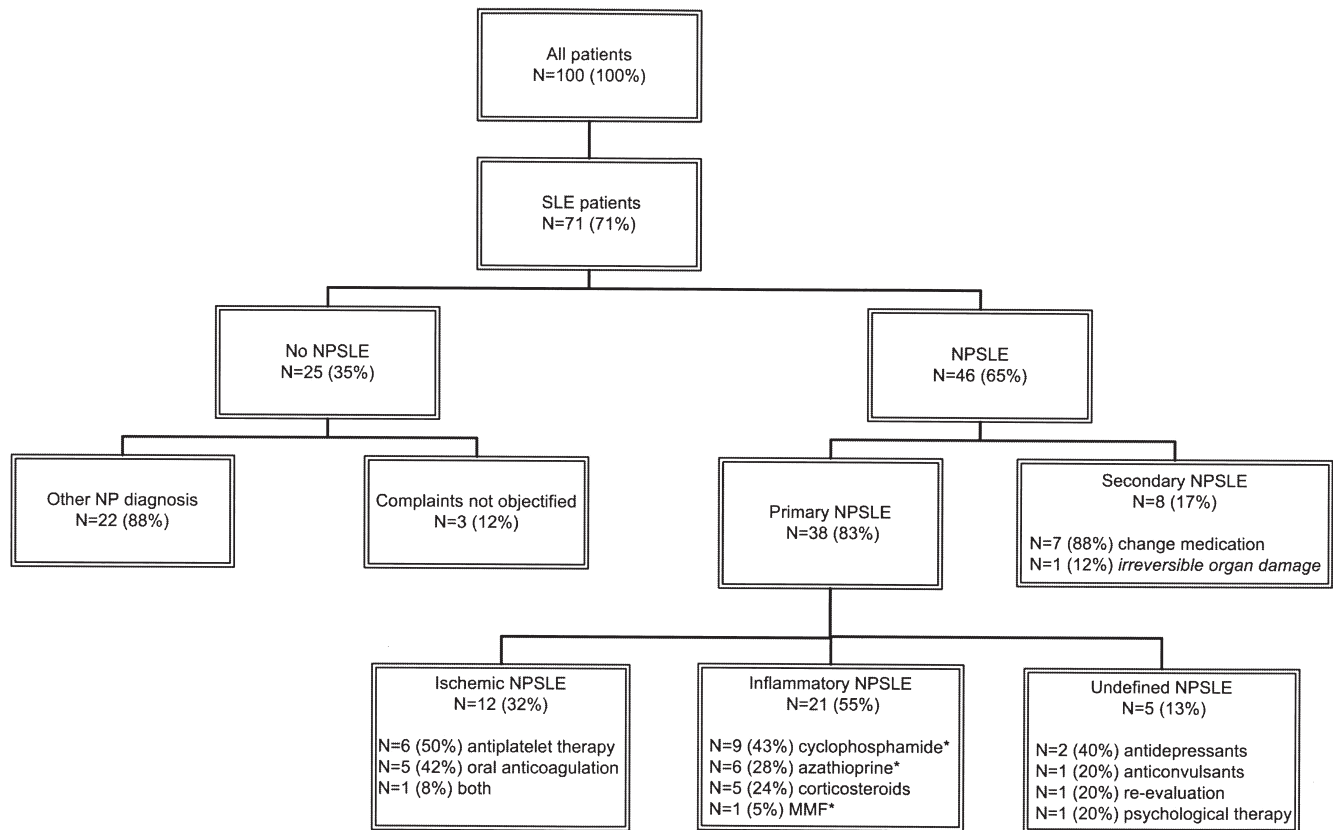 All patients
N=100 (100%)
SLE patients
N=71 (71%)
No NPSLE
N=25 (35%)
NPSLE
N=46 (65%)
Other NP diagnosis
N=22 (88%)
Complaints not objectified
N=3 (12%)
Primary NPSLE
N=38 (83%)
Secondary NPSLE
N=8 (17%)
N=7 (88%) change medication
N=1 (12%) irreversible organ damage
Ischemic NPSLE
N=12 (32%)
N=6 (50%) antiplatelet therapy
N=5 (42%) oral anticoagulation
N=1 (8%) both
Inflammatory NPSLE
N=21 (55%)
N=9 (43%) cyclophosphamide*
N=6 (28%) azathioprine*
N=5 (24%) corticosteroids
N=1 (5%) MMF*
Undefined NPSLE
N=5 (13%)
N=2 (40%) antidepressants
N=1 (20%) anticonvulsants
N=1 (20%) re-evaluation
N=1 (20%) psychological therapy